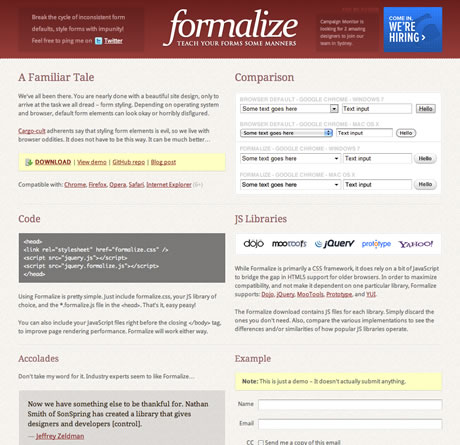 Break the cycle of inconsistent form
defaults, style forms with impunity!
Feel free to ping me on Twitter
formalize
TEACH YOUR FORMS SOME MANNERS
Campaign Monitor is
looking for 2 amazing
designers to join our
team in Sydney.
COME IN,
WE'RE
HIRING
A Familiar Tale
We've all been there. You are nearly done with a beautiful site design, only to
arrive at the task we all dread – form styling. Depending on operating system
and browser, default form elements can look okay or horribly disfigured.
Cargo-cult adherents say that styling form elements is evil, so we live with
browser oddities. It does not have to be this way. It can be much better…
DOWNLOAD | View demo | GitHub repo | Blog post
Compatible with: Chrome, Firefox, Opera, Safari, Internet Explorer (6+)
Comparison
BROWSER DEFAULT - GOOGLE CHROME - WINDOWS 7
Some text goes here Text input Hello
BROWSER DEFAULT - GOOGLE CHROME - MAC OS X
Some text goes here Text input Hello
FORMALIZE - GOOGLE CHROME - WINDOWS 7
Some text goes here Text input Hello
FORMALIZE - GOOGLE CHROME - MAC OS X
Some text goes here Text input Hello
Code
<head>
<link rel="stylesheet" href="formalize.css" />
<script src="jquery.js"></script>
<script src="jquery.formalize.js"></script>
</head>
Using Formalize is pretty simple. Just include formalize.css, your JS library of
choice, and the *.formalize.js file in the <head>. That's it, easy!
You can also include your JavaScript files right before the closing </body> tag,
to improve page rendering performance. Formalize will work either way.
JS Libraries
dojo mootools jQuery prototype YAHOO!
While Formalize is primarily a CSS framework, it does rely on a bit of JavaScript
to bridge the gap in HTML5 support for older browsers. In order to maximize
compatibility, and not make it dependent on one particular library, Formalize
supports: Dojo, jQuery, MooTools, Prototype, and YUI.
The Formalize download contains JS files for each library. Simply discard the
ones you don't need. Also, compare the various implementations to see the
differences and/or similarities of how popular JS libraries operate.
Accolades
Don't take my word for it. Industry experts seem to like Formalize…
Now we have something else to be thankful for. Nathan
Smith of SonSpring has created a library that gives
designers and developers [control].
— Jeffrey Zeldman
Example
Note: This is just a demo – It doesn't actually submit anything.
Name
Email
CC Send me a copy of this email